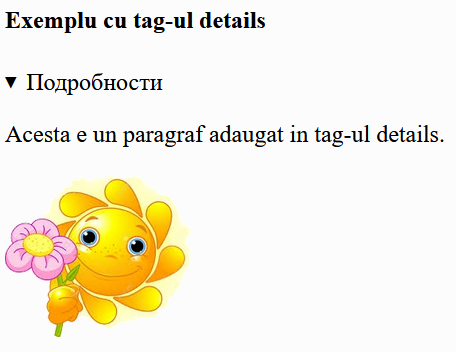 Exemplu cu tag-ul details
Подробности
Acesta e un paragraf adaugat in tag-ul details.